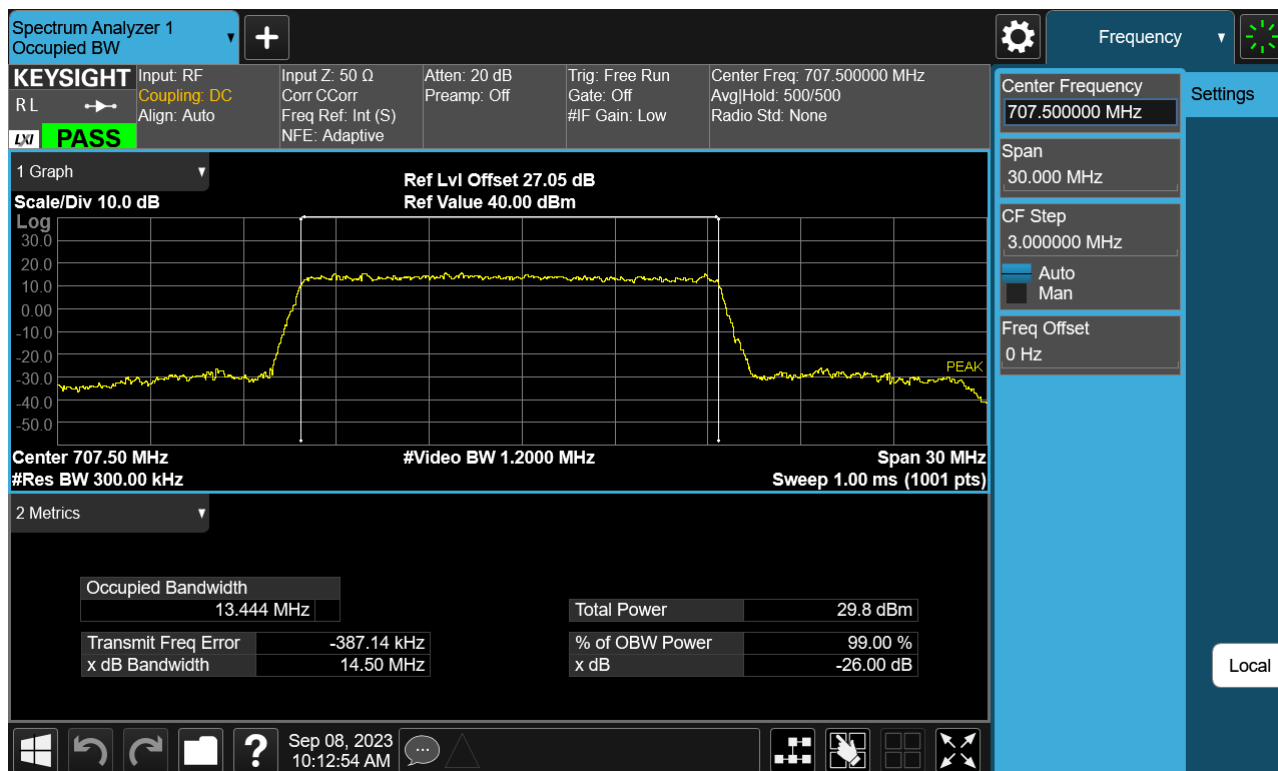 Spectrum Analyzer 1
Occupied BW
Frequency
KEYSIGHT
R L
LXI
PASS
Input: RF
Coupling: DC
Align: Auto
Input Z: 50 Ω
Corr CCorr
Freq Ref: Int (S)
NFE: Adaptive
Atten: 20 dB
Preamp: Off
Trig: Free Run
Gate: Off
#IF Gain: Low
Center Freq: 707.500000 MHz
Avg|Hold: 500/500
Radio Std: None
Center Frequency
707.500000 MHz
Settings
Span
30.000 MHz
CF Step
3.000000 MHz
Auto
Man
Freq Offset
0 Hz
Local
1 Graph
Scale/Div 10.0 dB
Ref Lvl Offset 27.05 dB
Ref Value 40.00 dBm
Log
30.0
20.0
10.0
0.00
-10.0
-20.0
-30.0
-40.0
-50.0
PEAK
Center 707.50 MHz
#Video BW 1.2000 MHz
Span 30 MHz
#Res BW 300.00 kHz
Sweep 1.00 ms (1001 pts)
2 Metrics
Occupied Bandwidth
13.444 MHz
Total Power 29.8 dBm
Transmit Freq Error -387.14 kHz
% of OBW Power 99.00 %
x dB Bandwidth 14.50 MHz
x dB -26.00 dB
?
Sep 08, 2023
10:12:54 AM